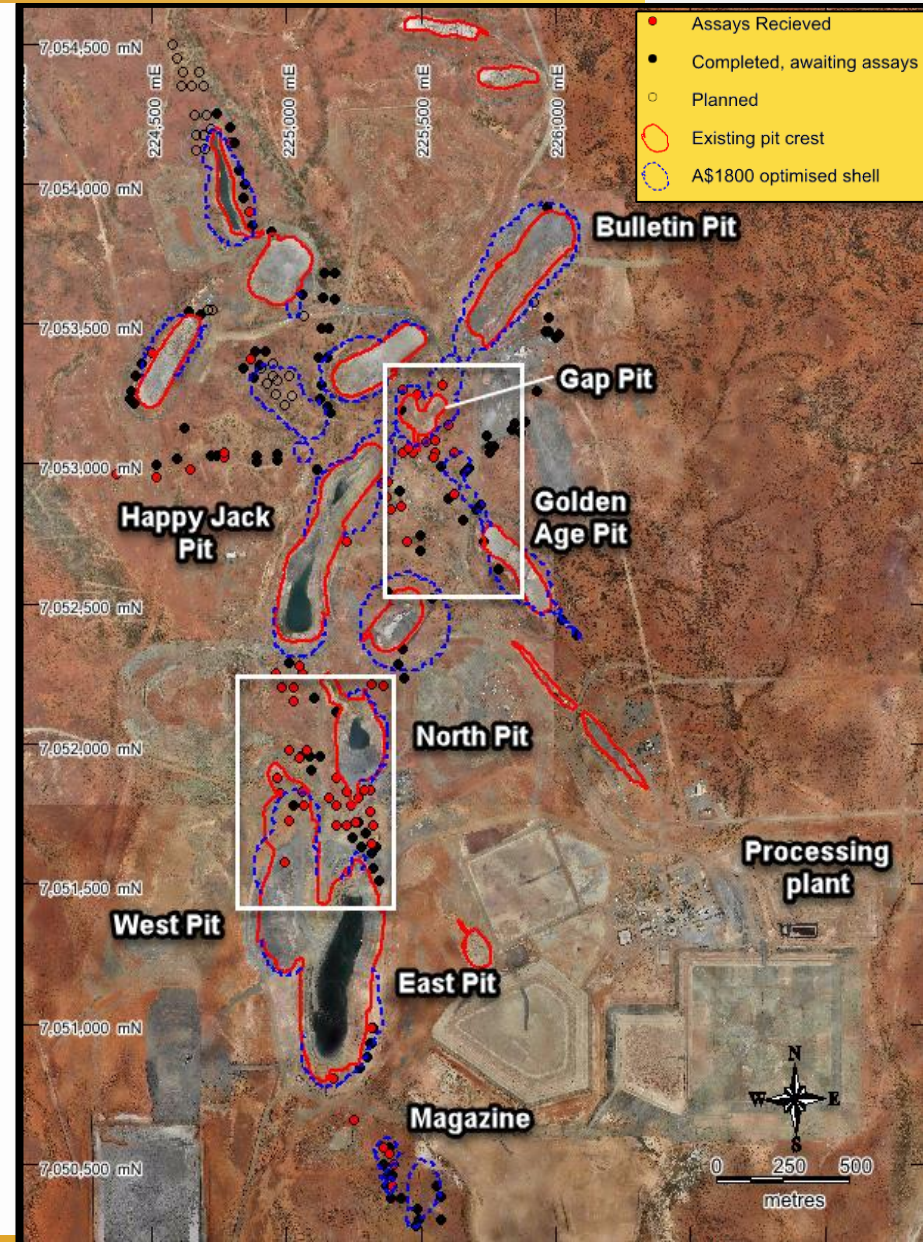 Assays Recieved
Completed, awaiting assays
Planned
Existing pit crest
A$1800 optimised shell
7,054,500 mN
224,500 mE
225,000 mE
225,500 mE
226,000 mE
7,054,000 mN
Bulletin Pit
7,053,500 mN
Gap Pit
7,053,000 mN
Happy Jack
Pit
Golden
Age Pit
7,052,500 mN
North Pit
7,052,000 mN
Processing
plant
7,051,500 mN
West Pit
East Pit
7,051,000 mN
N
W
E
S
Magazine
7,050,500 mN
0 250 500
metres